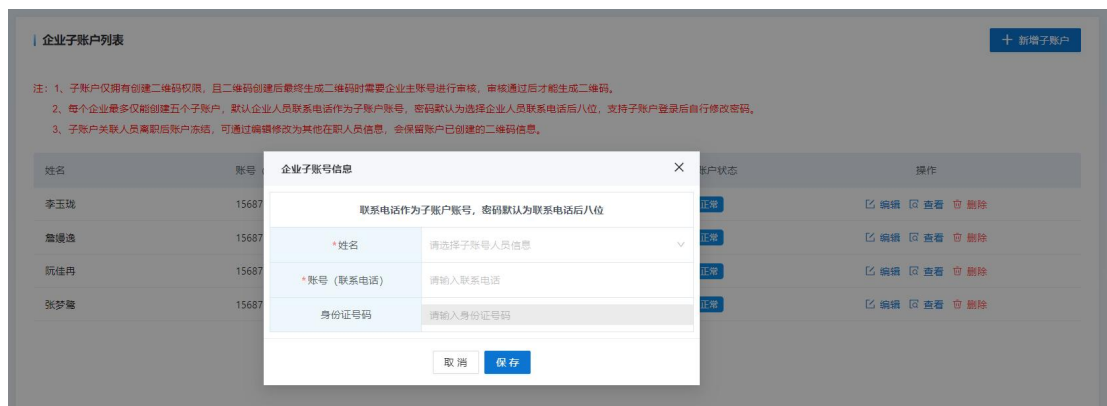 企业子账户列表
＋ 新增子账户
注：1、子账户仅拥有创建二维码权限，且二维码创建后最终生成二维码时需要企业主账号进行审核，审核通过后才能生成二维码。
2、每个企业最多仅能创建五个子账户，默认企业人员联系电话作为子账户账号，密码默认为选择企业人员联系电话后八位，支持子账户登录后自行修改密码。
3、子账户关联人员离职后账户冻结，可通过编辑修改为其他在职人员信息，会保留账户已创建的二维码信息。
姓名 账号（ 账户状态 操作
李玉珑 15687 正常 编辑 查看 删除
詹嫚逸 15687 正常 编辑 查看 删除
阮佳冉 15687 正常 编辑 查看 删除
张梦鸶 15687 正常 编辑 查看 删除
企业子账号信息
联系电话作为子账户账号，密码默认为联系电话后八位
*姓名 请选择子账号人员信息
*账号（联系电话） 请输入联系电话
身份证号码 请输入身份证号码
取 消 保 存